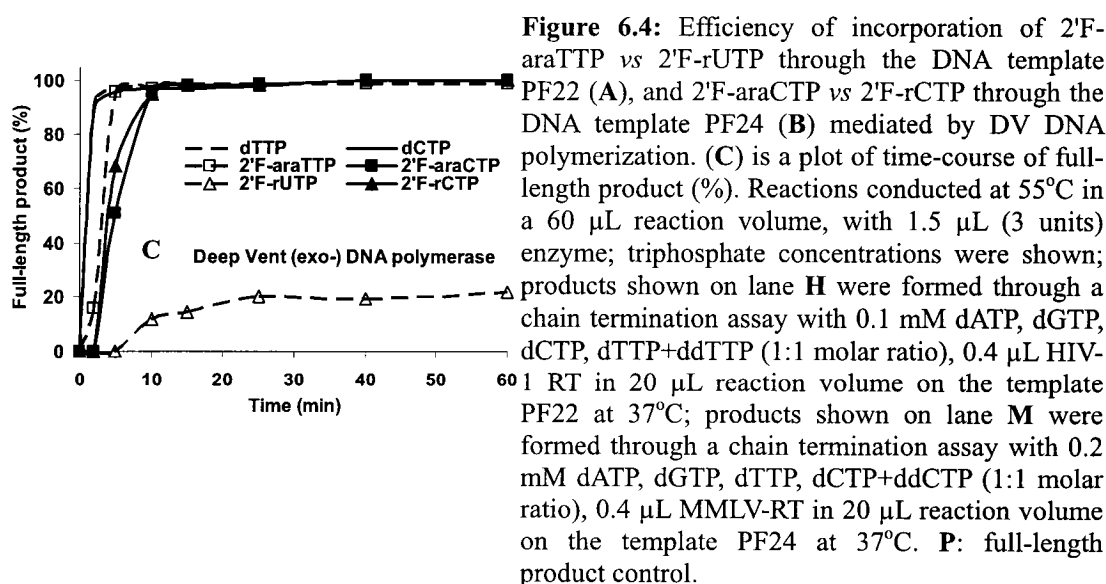 Full-length product (%)
100
80
60
40
20
0
dTTP
dCTP
2'F-araTTP
2'F-araCTP
2'F-rUTP
2'F-rCTP
C
Deep Vent (exo-) DNA polymerase
0 10 20 30 40 50 60
Time (min)
Figure 6.4: Efficiency of incorporation of 2'F-
araTTP vs 2'F-rUTP through the DNA template
PF22 (A), and 2'F-araCTP vs 2'F-rCTP through the
DNA template PF24 (B) mediated by DV DNA
polymerization. (C) is a plot of time-course of full-
length product (%). Reactions conducted at 55°C in
a 60 μL reaction volume, with 1.5 μL (3 units)
enzyme; triphosphate concentrations were shown;
products shown on lane H were formed through a
chain termination assay with 0.1 mM dATP, dGTP,
dCTP, dTTP+ddTTP (1:1 molar ratio), 0.4 μL HIV-
1 RT in 20 μL reaction volume on the template
PF22 at 37°C; products shown on lane M were
formed through a chain termination assay with 0.2
mM dATP, dGTP, dTTP, dCTP+ddCTP (1:1 molar
ratio), 0.4 μL MMLV-RT in 20 μL reaction volume
on the template PF24 at 37°C. P: full-length
product control.